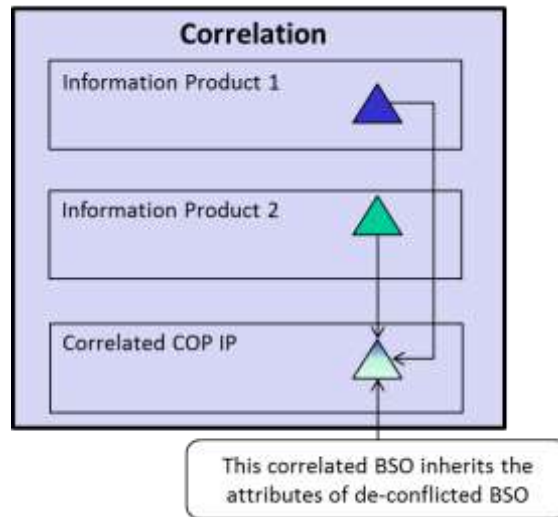 Correlation
Information Product 1
Information Product 2
Correlated COP IP
This correlated BSO inherits the
attributes of de-conflicted BSO